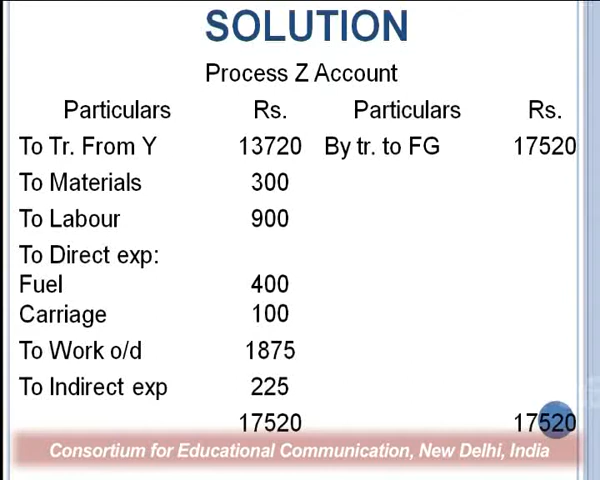 SOLUTION
Process Z Account
Particulars Rs. Particulars Rs.
To Tr. From Y 13720 By tr. to FG 17520
To Materials 300
To Labour 900
To Direct exp:
Fuel 400
Carriage 100
To Work o/d 1875
To Indirect exp 225
17520 17520
Consortium for Educational Communication, New Delhi, India